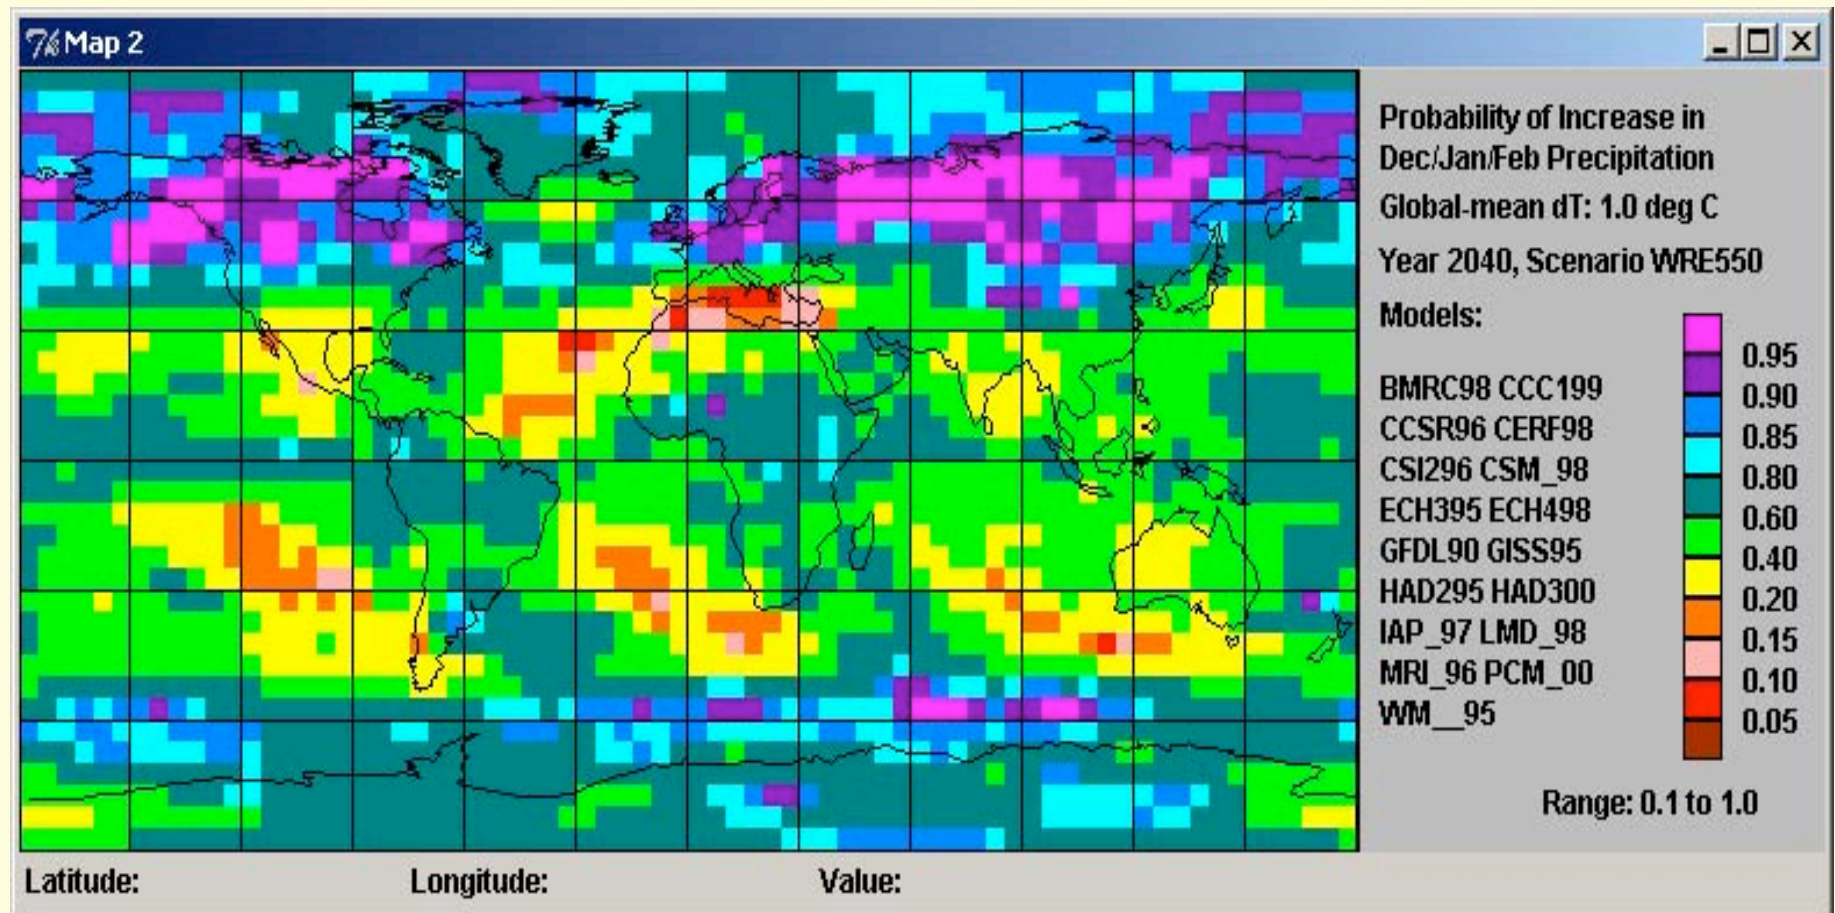 Map 2
Probability of Increase in
Dec/Jan/Feb Precipitation
Global-mean dT: 1.0 deg C
Year 2040, Scenario WRE550
Models:
BMRC98 CCC199
CCSR96 CERF98
CSI296 CSM_98
ECH395 ECH498
GFDL90 GISS95
HAD295 HAD300
IAP_97 LMD_98
MRI_96 PCM_00
WM__95
0.95
0.90
0.85
0.80
0.60
0.40
0.20
0.15
0.10
0.05
Range: 0.1 to 1.0
Latitude: Longitude: Value: